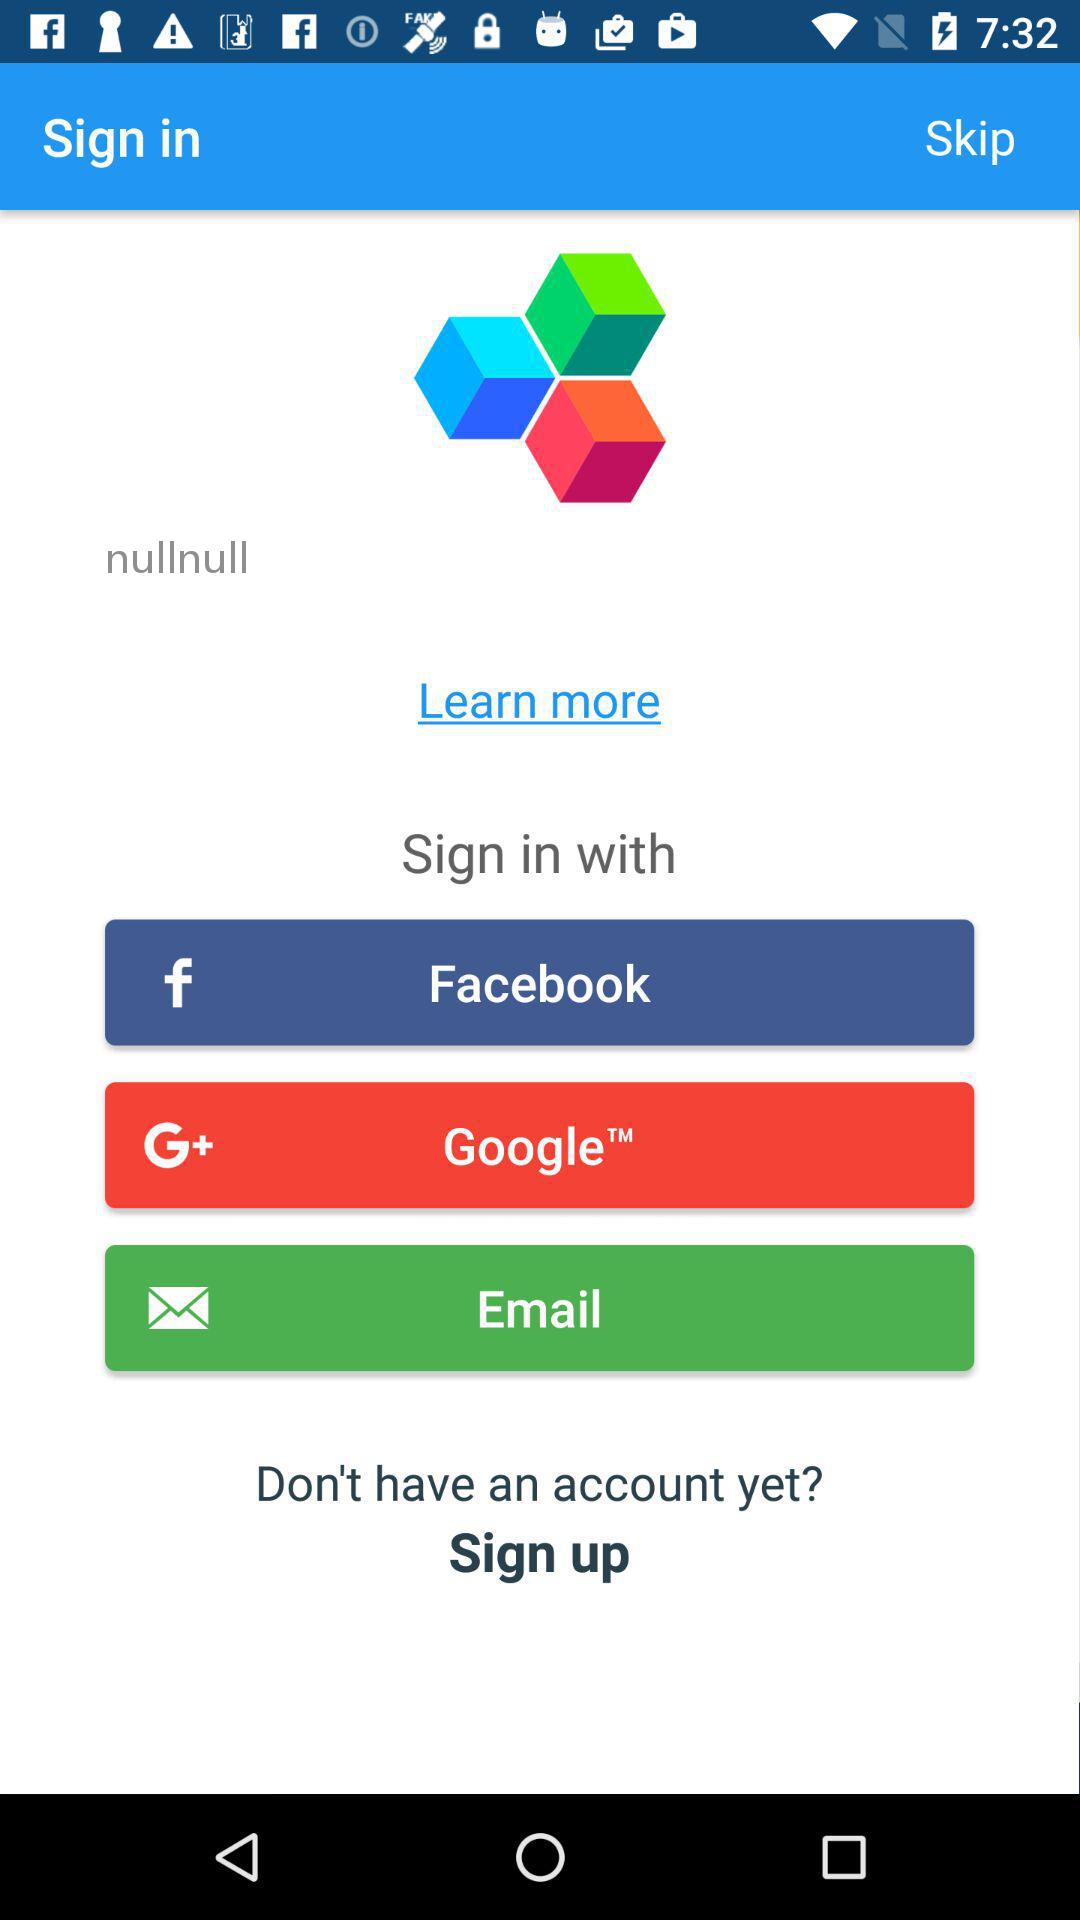 FAKE 7:32
Sign in Skip
nullnull
Learn more
Sign in with
f Facebook
G+ Google™
Email
Don't have an account yet?
Sign up